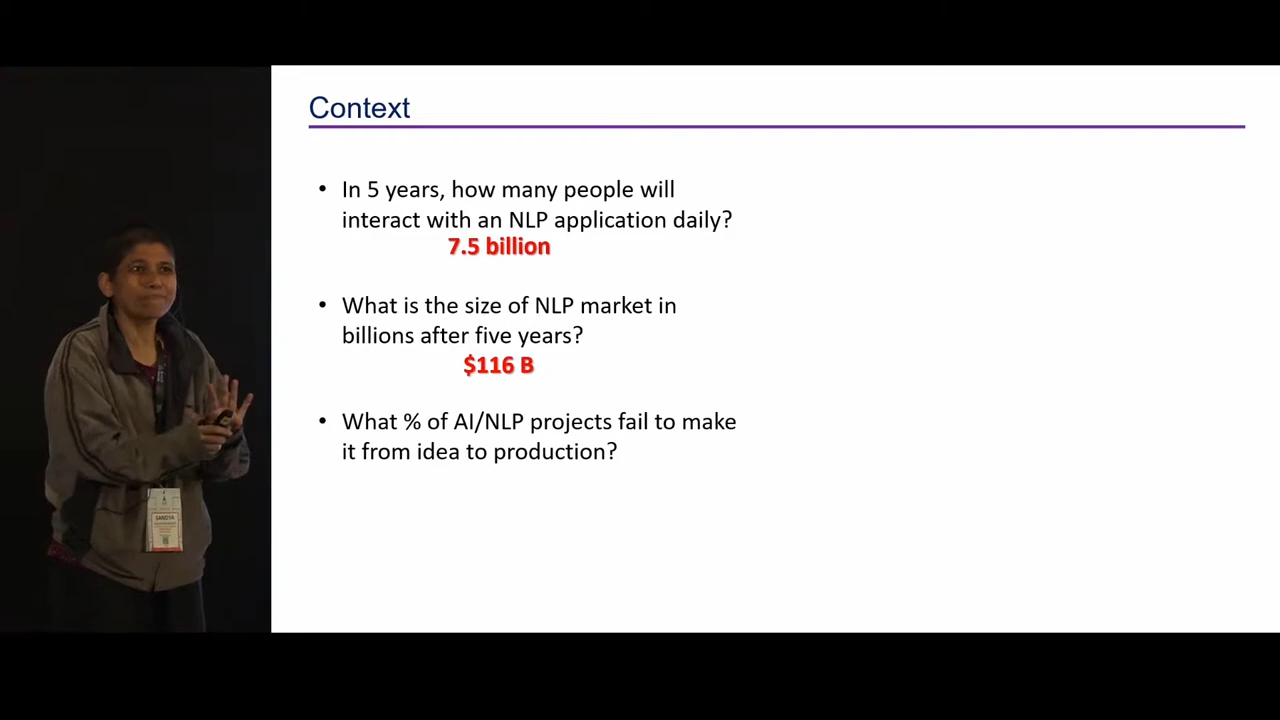 Context
• In 5 years, how many people will
interact with an NLP application daily?
7.5 billion
• What is the size of NLP market in
billions after five years?
$116 B
• What % of AI/NLP projects fail to make
it from idea to production?
SANDYA